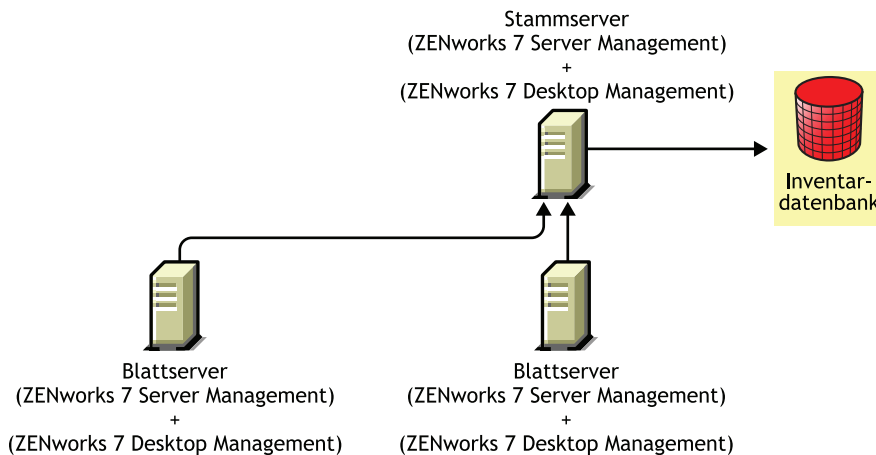 Stammserver
(ZENworks 7 Server Management)
+
(ZENworks 7 Desktop Management)
Inventar-
datenbank
Blattserver
(ZENworks 7 Server Management)
+
(ZENworks 7 Desktop Management)
Blattserver
(ZENworks 7 Server Management)
+
(ZENworks 7 Desktop Management)